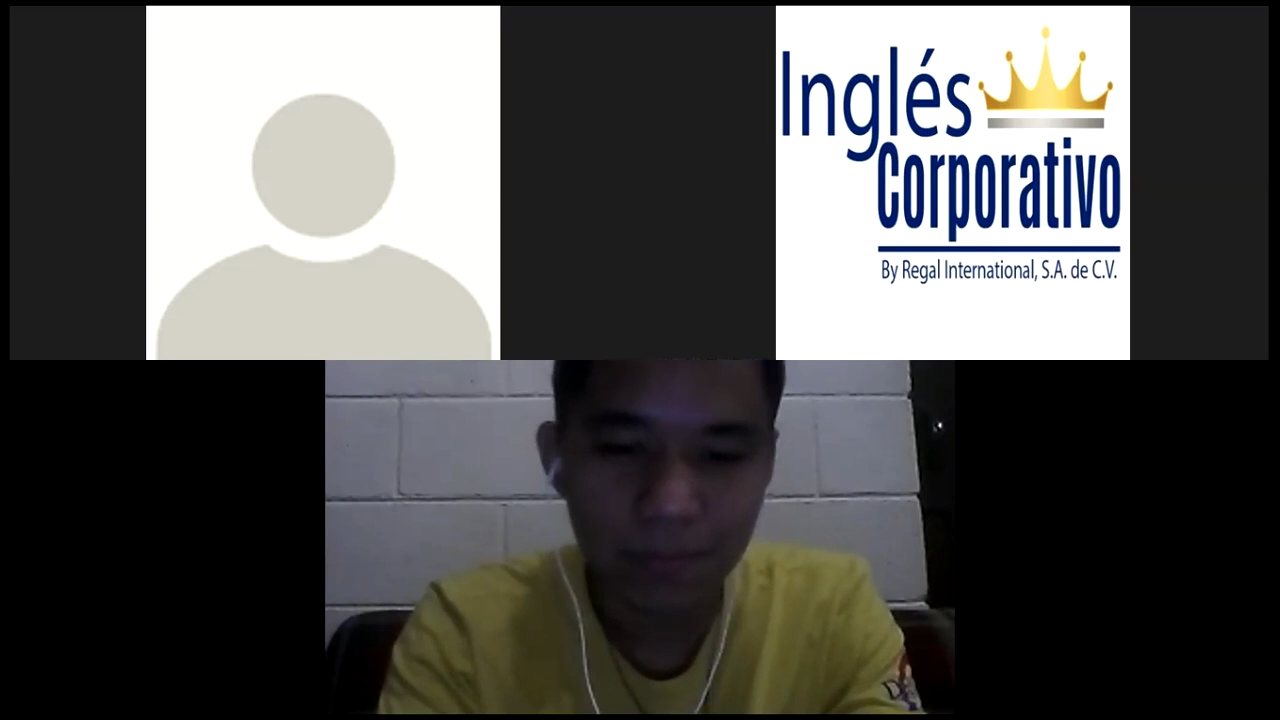 Inglés
Corporativo
By Regal International, S.A. de C.V.